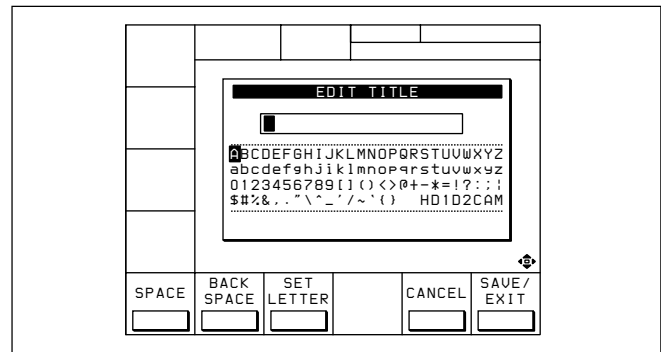 EDIT TITLE
ABCDEFGHIJKLMNOPQRSTUVWXYZ
abcdefghijklmnopqrstuvwxyz
0123456789[]()<>@+-*=!?:;¦
$#%&,."\^_'/~`{} HD1D2CAM
SPACE
BACK SPACE
SET LETTER
CANCEL
SAVE/EXIT